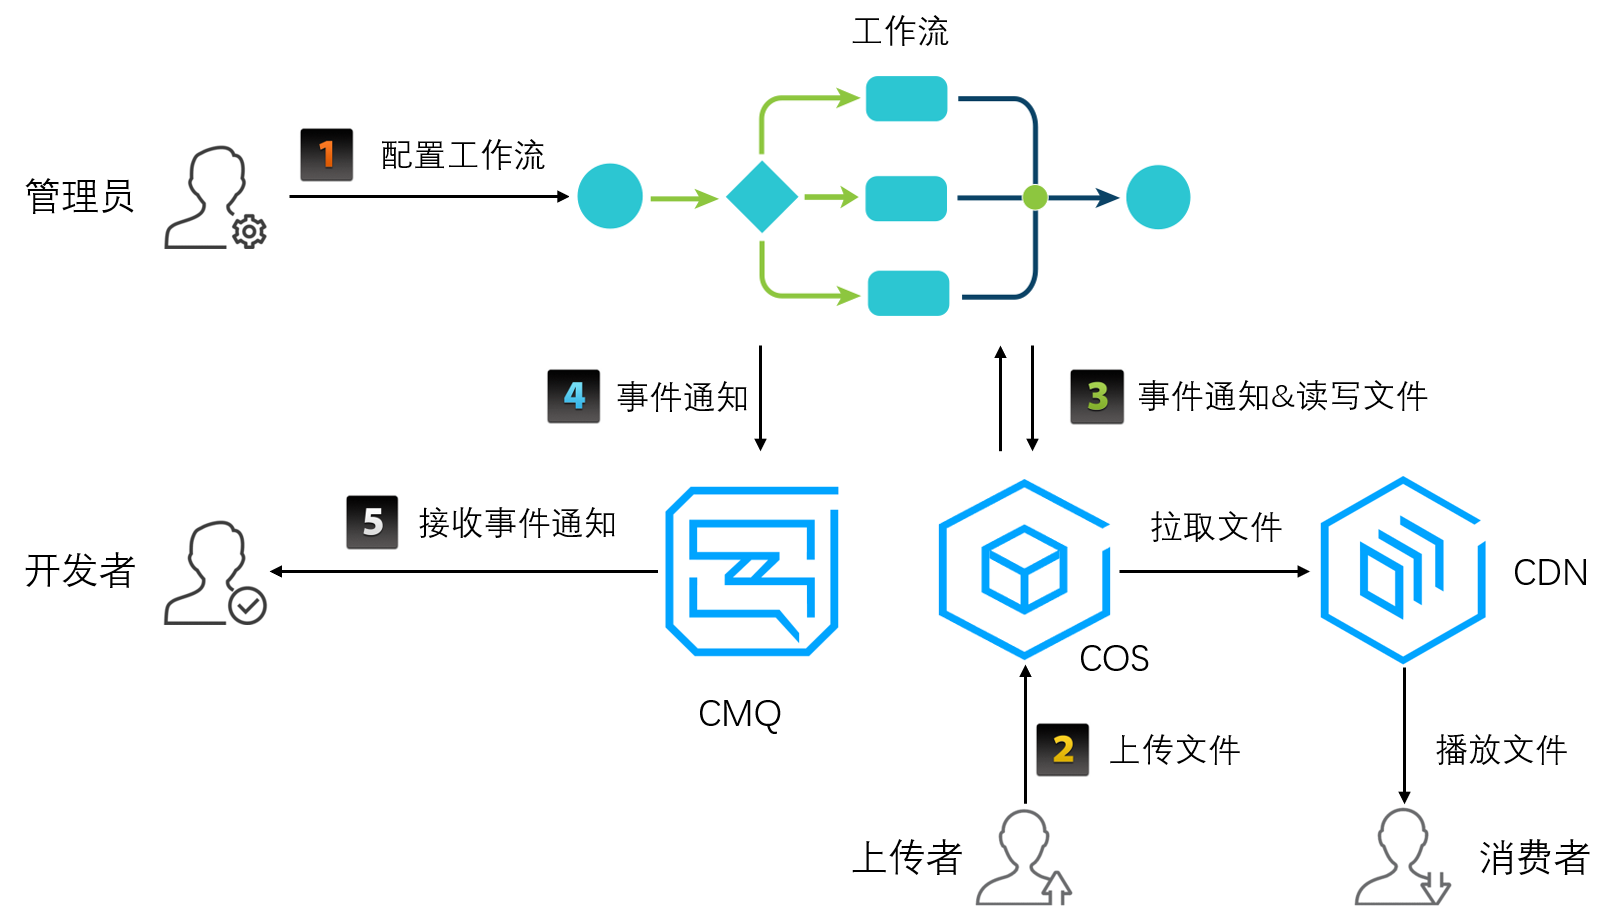 工作流
1 配置工作流
管理员
4 事件通知
3 事件通知&读写文件
5 接收事件通知
拉取文件
开发者
CDN
COS
CMQ
2 上传文件
播放文件
上传者
消费者